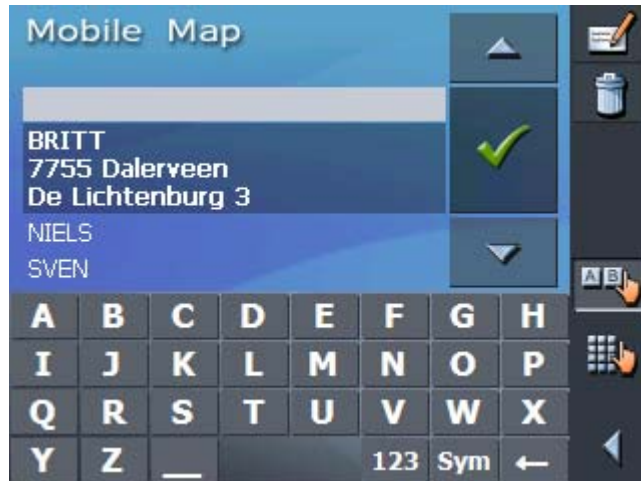 Mobile Map
BRITT
7755 Dalerveen
De Lichtenburg 3
NIELS
SVEN
A B
A B C D E F G H
I J K L M N O P
Q R S T U V W X
Y Z _ 123 Sym ←